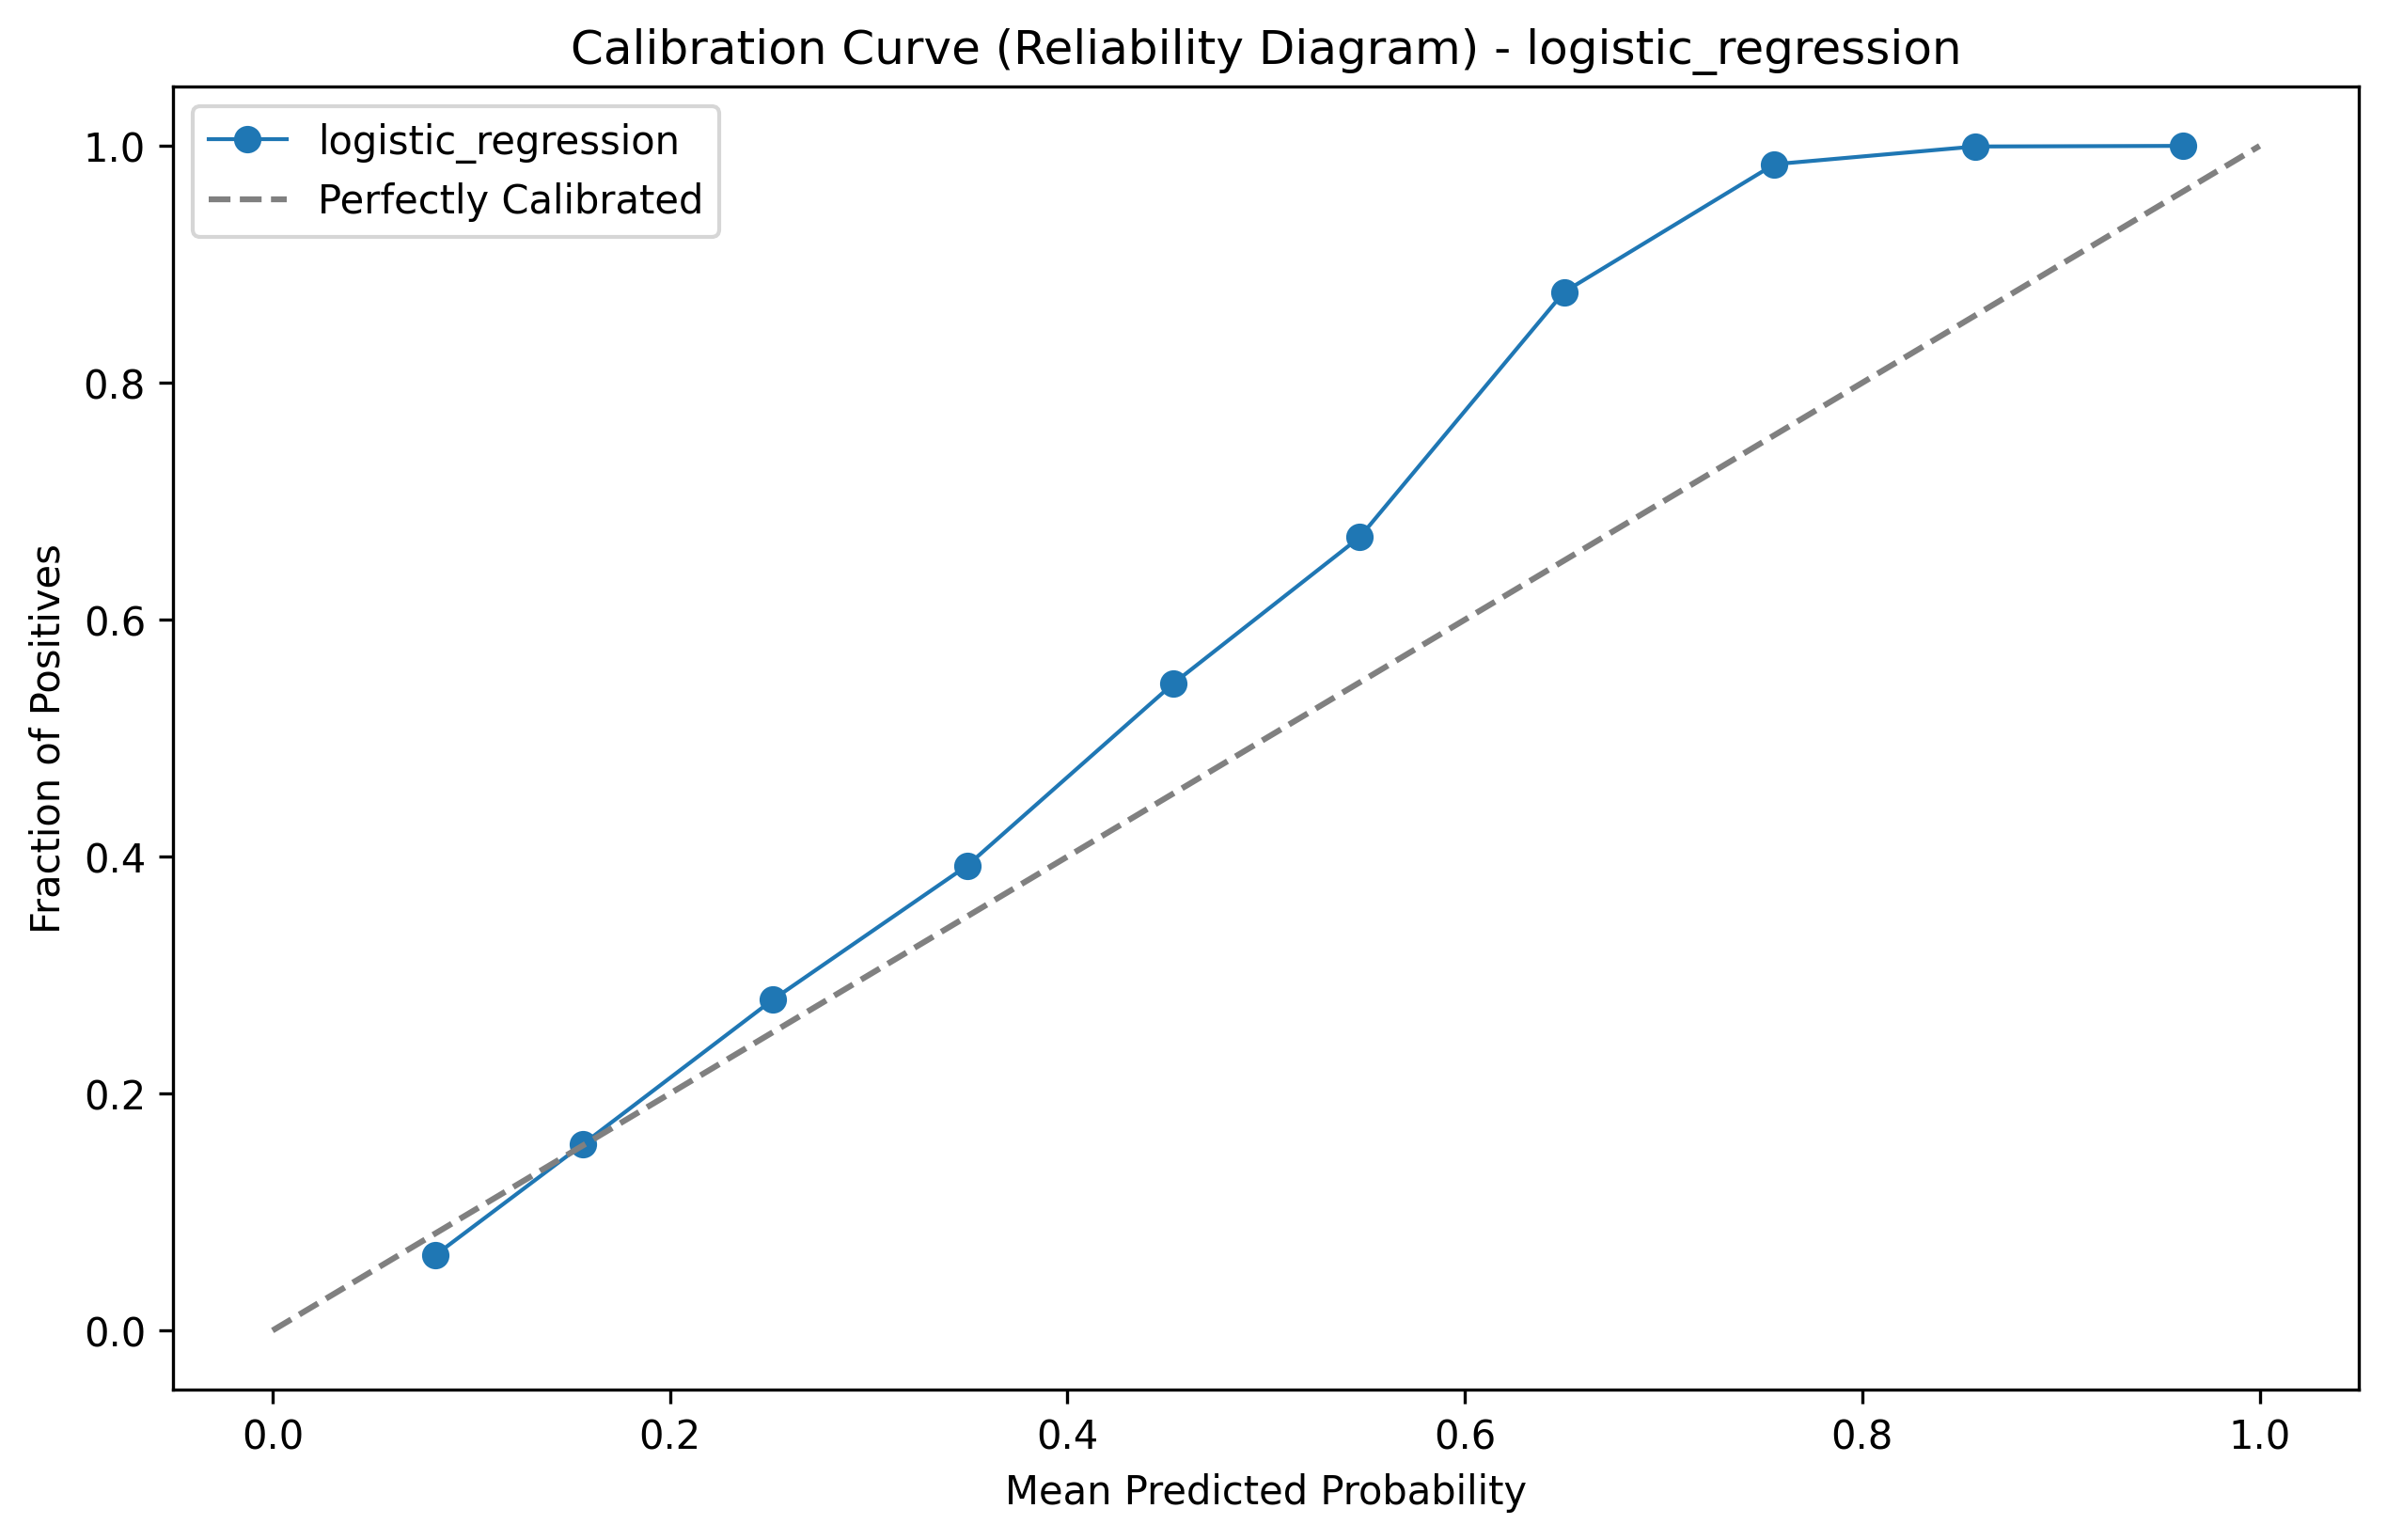 Calibration Curve (Reliability Diagram) - logistic_regression
logistic_regression
Perfectly Calibrated
1.0
0.8
0.6
0.4
0.2
0.0
Fraction of Positives
0.0 0.2 0.4 0.6 0.8 1.0
Mean Predicted Probability